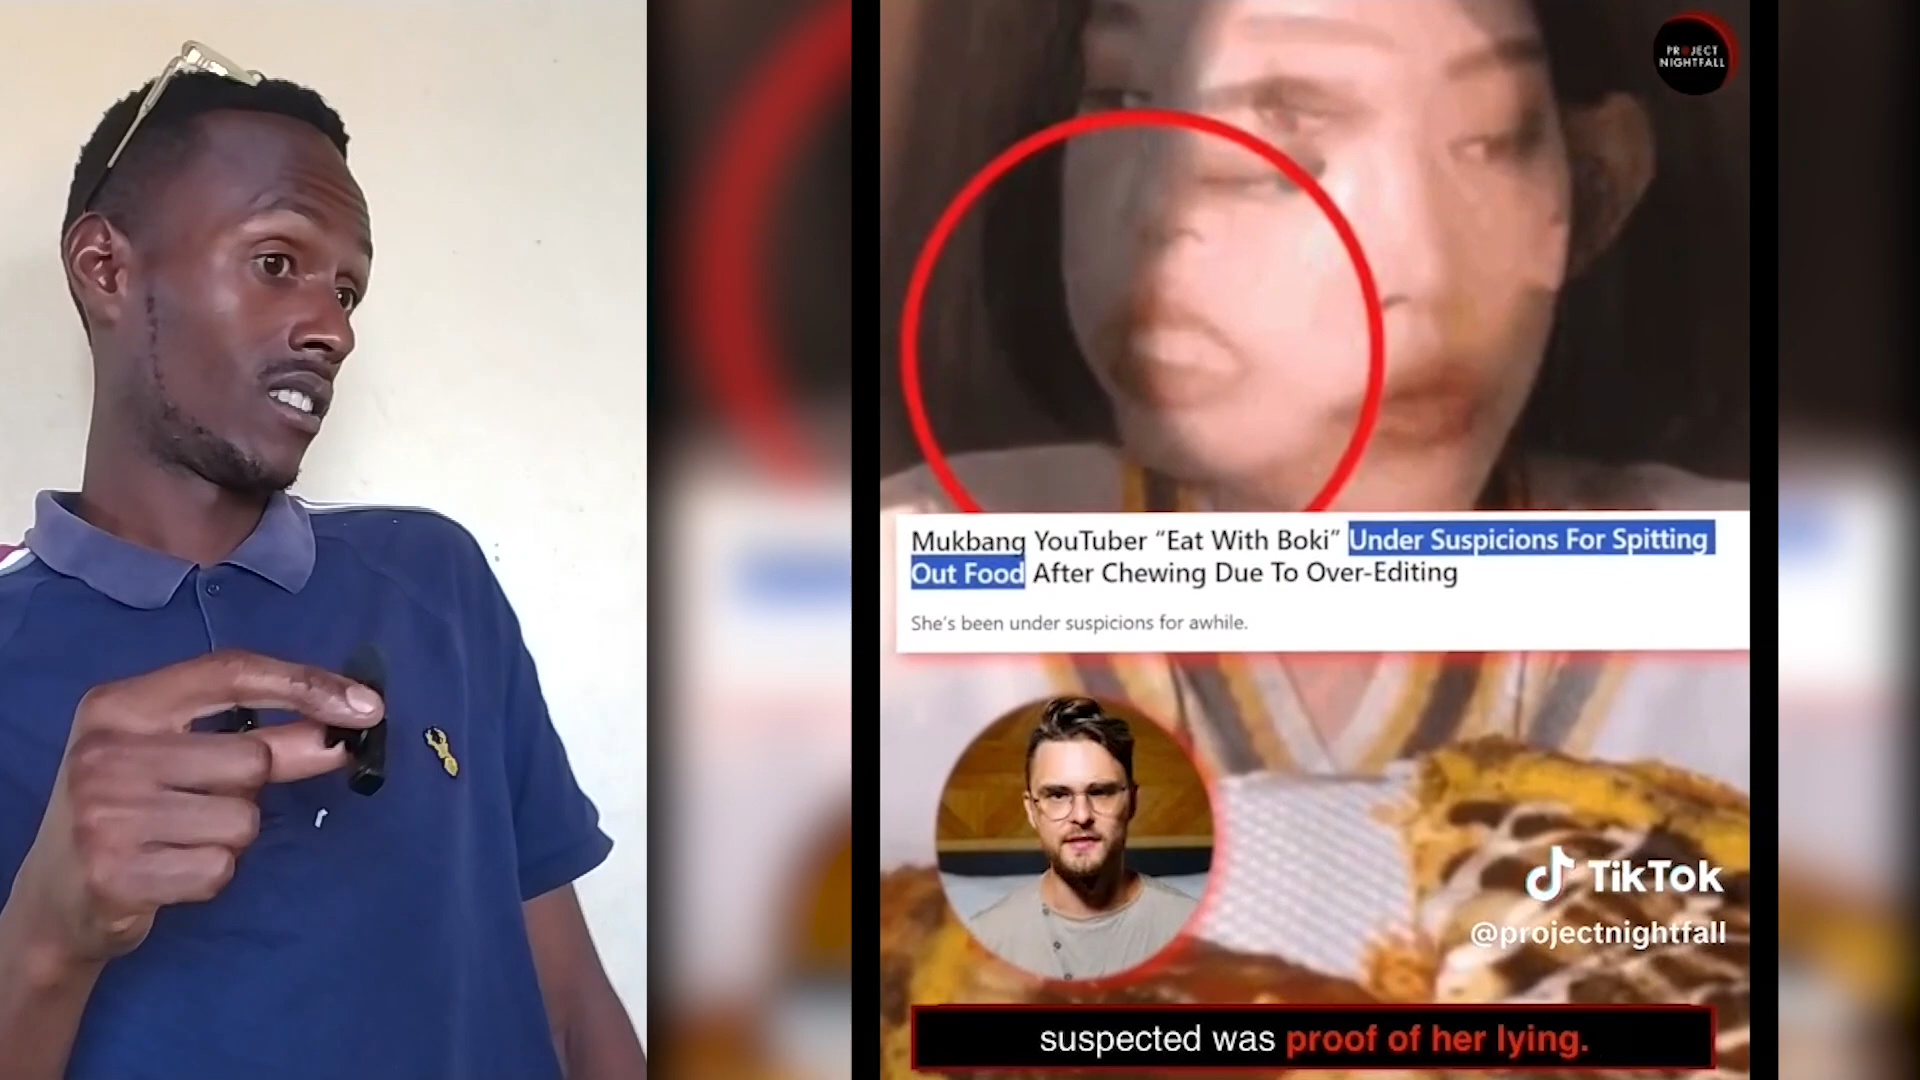 PROJECT
NIGHTFALL
Mukbang YouTuber “Eat With Boki” Under Suspicions For Spitting
Out Food After Chewing Due To Over-Editing
She’s been under suspicions for awhile.
TikTok
@projectnightfall
suspected was proof of her lying.